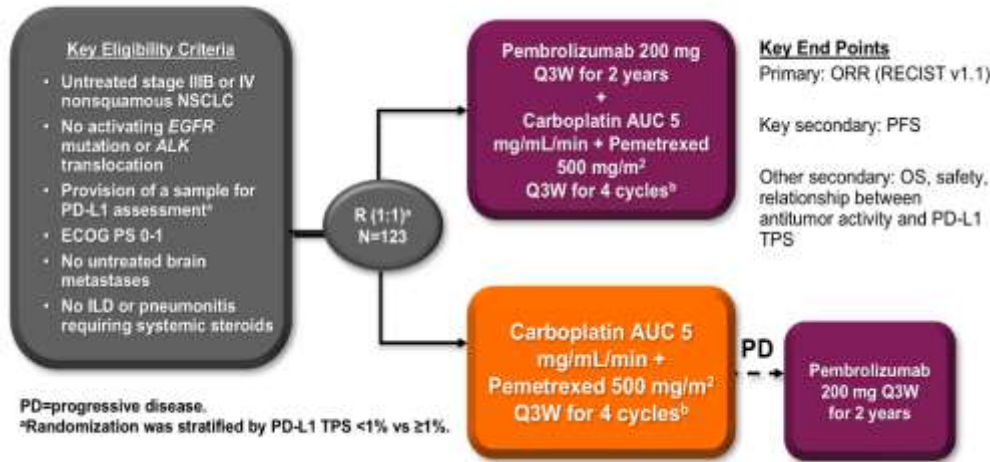 Key Eligibility Criteria
• Untreated stage IIIB or IV
nonsquamous NSCLC
• No activating EGFR
mutation or ALK
translocation
• Provision of a sample for
PD-L1 assessmentᵃ
• ECOG PS 0-1
• No untreated brain
metastases
• No ILD or pneumonitis
requiring systemic steroids
R (1:1)ᵃ
N=123
Pembrolizumab 200 mg
Q3W for 2 years
+
Carboplatin AUC 5
mg/mL/min + Pemetrexed
500 mg/m²
Q3W for 4 cyclesᵇ
Key End Points
Primary: ORR (RECIST v1.1)
Key secondary: PFS
Other secondary: OS, safety,
relationship between
antitumor activity and PD-L1
TPS
Carboplatin AUC 5
mg/mL/min +
Pemetrexed 500 mg/m²
Q3W for 4 cyclesᵇ
PD
Pembrolizumab
200 mg Q3W
for 2 years
PD=progressive disease.
ᵃRandomization was stratified by PD-L1 TPS <1% vs ≥1%.